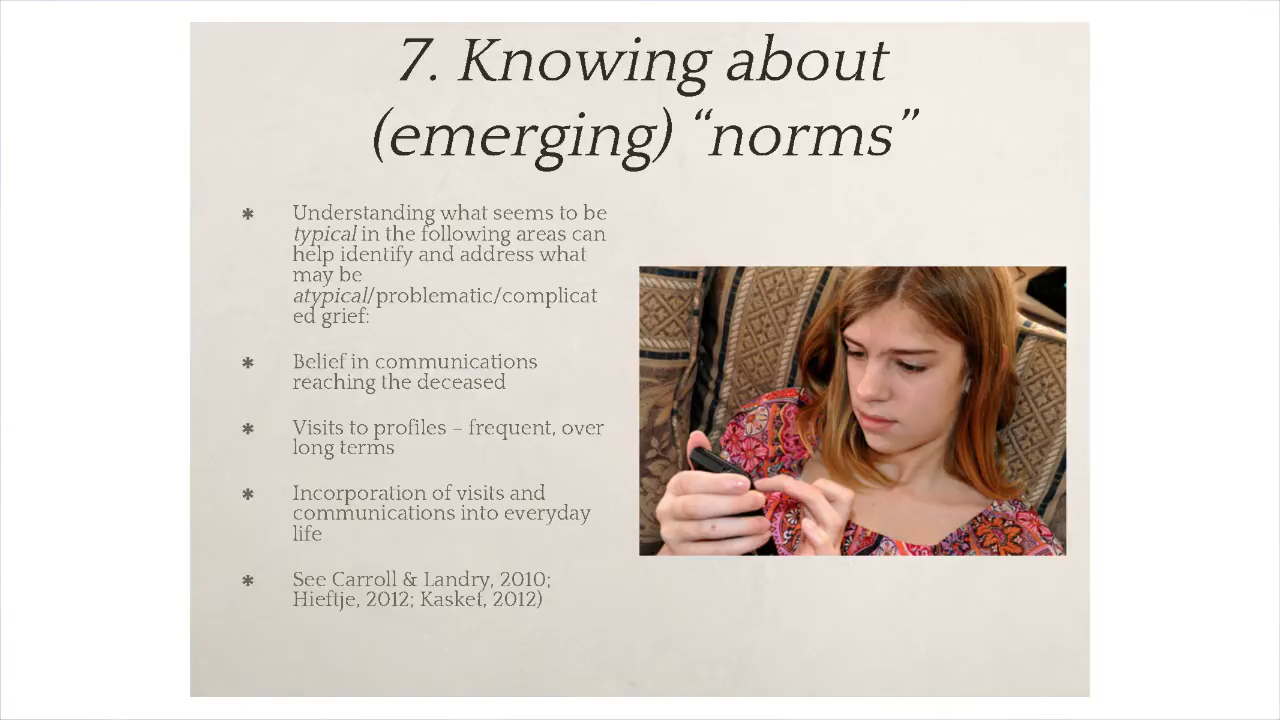 7. Knowing about
(emerging) “norms”
* Understanding what seems to be
typical in the following areas can
help identify and address what
may be
atypical/problematic/complicat
ed grief:
* Belief in communications
reaching the deceased
* Visits to profiles – frequent, over
long terms
* Incorporation of visits and
communications into everyday
life
* See Carroll & Landry, 2010;
Hieftje, 2012; Kasket, 2012)